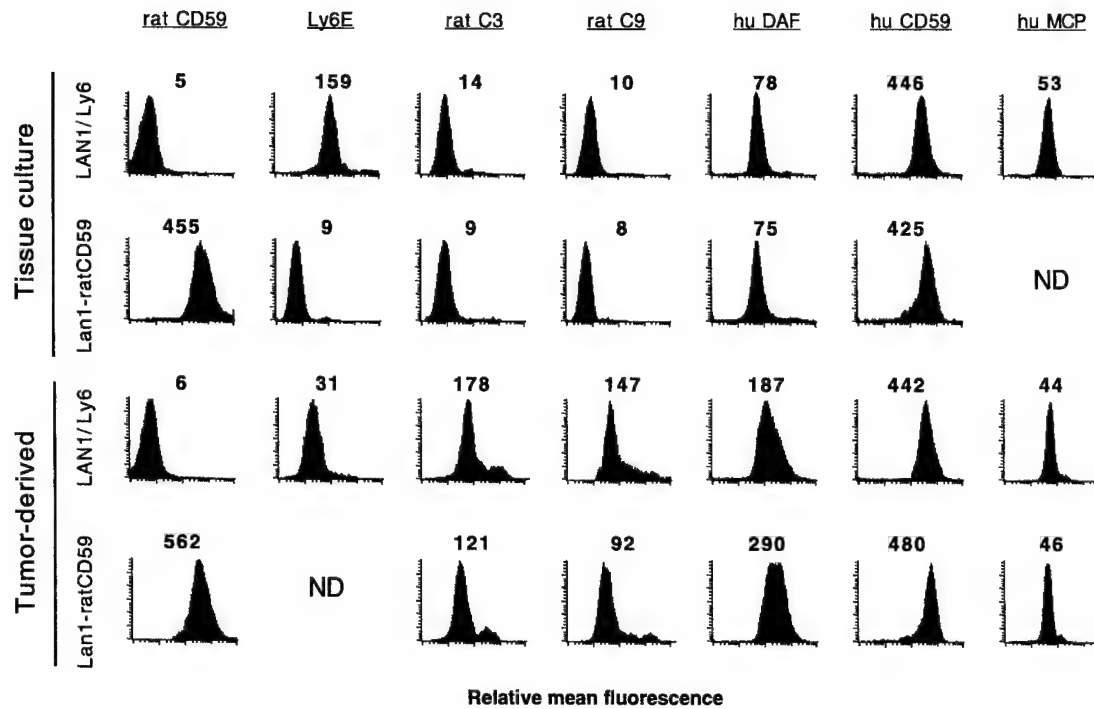 rat CD59 Ly6E rat C3 rat C9 hu DAF hu CD59 hu MCP
Tissue culture
LAN1/Ly6
5 159 14 10 78 446 53
Lan1-ratCD59
455 9 9 8 75 425 ND
Tumor-derived
LAN1/Ly6
6 31 178 147 187 442 44
Lan1-ratCD59
562 ND 121 92 290 480 46
Relative mean fluorescence